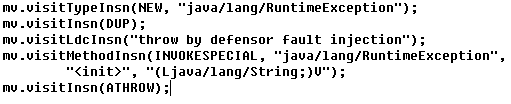 mv.visitTypeInsn(NEW, "java/lang/RuntimeException");
mv.visitInsn(DUP);
mv.visitLdcInsn("throw by defensor fault injection");
mv.visitMethodInsn(INVOKESPECIAL, "java/lang/RuntimeException",
        "<init>", "(Ljava/lang/String;)V");
mv.visitInsn(ATHROW);